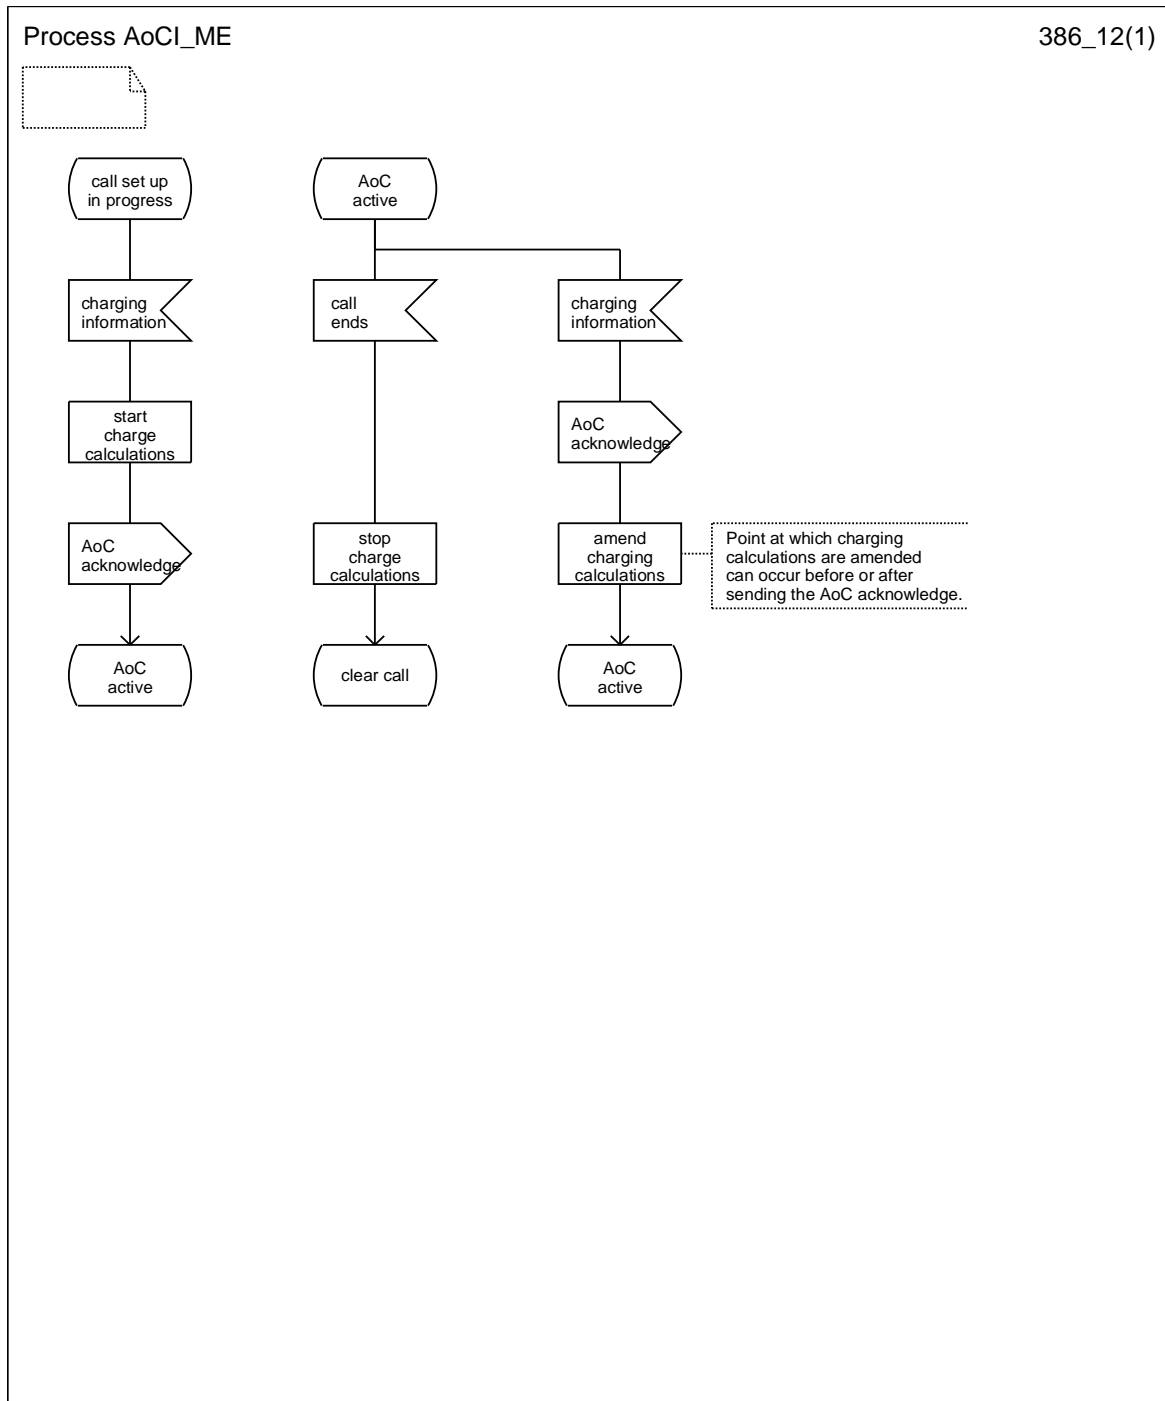 Process AoCI_ME
386_12(1)
call set up
in progress
AoC
active
charging
information
call
ends
charging
information
start
charge
calculations
AoC
acknowledge
AoC
acknowledge
stop
charge
calculations
amend
charging
calculations
Point at which charging
calculations are amended
can occur before or after
sending the AoC acknowledge.
AoC
active
clear call
AoC
active